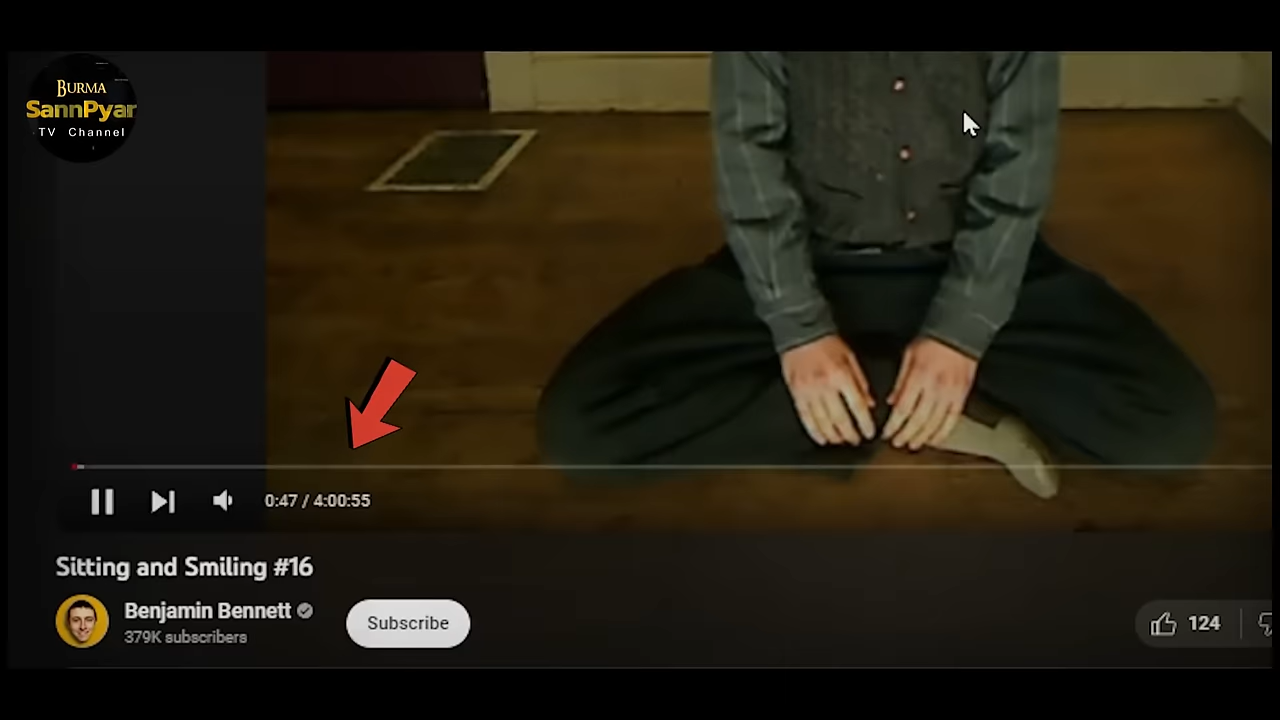 BURMA
SannPyar
TV Channel
0:47 / 4:00:55
Sitting and Smiling #16
Benjamin Bennett
379K subscribers
Subscribe
124